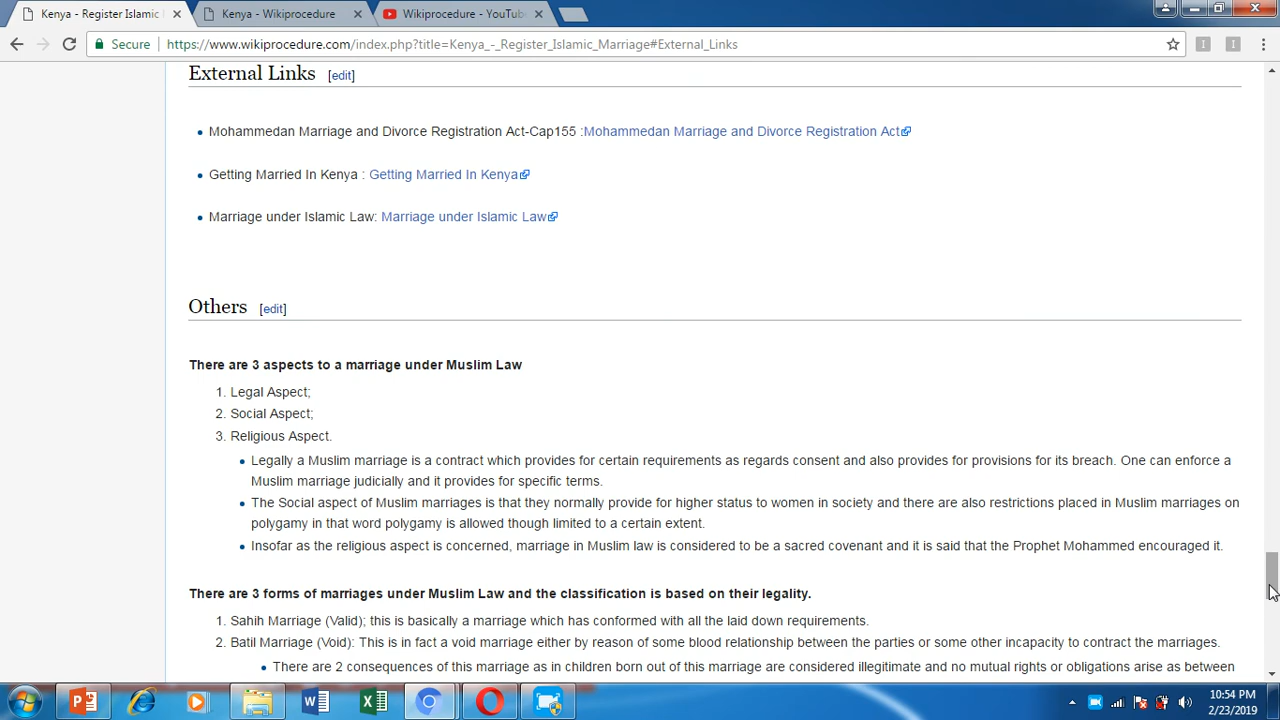 Kenya - Register Islamic
Kenya - Wikiprocedure
Wikiprocedure - YouTub
Secure
https://www.wikiprocedure.com/index.php?title=Kenya_-_Register_Islamic_Marriage#External_Links
External Links [edit]
Mohammedan Marriage and Divorce Registration Act-Cap155 :Mohammedan Marriage and Divorce Registration Act
Getting Married In Kenya : Getting Married In Kenya
Marriage under Islamic Law: Marriage under Islamic Law
Others [edit]
There are 3 aspects to a marriage under Muslim Law
1. Legal Aspect;
2. Social Aspect;
3. Religious Aspect.
Legally a Muslim marriage is a contract which provides for certain requirements as regards consent and also provides for provisions for its breach. One can enforce a
Muslim marriage judicially and it provides for specific terms.
The Social aspect of Muslim marriages is that they normally provide for higher status to women in society and there are also restrictions placed in Muslim marriages on
polygamy in that word polygamy is allowed though limited to a certain extent.
Insofar as the religious aspect is concerned, marriage in Muslim law is considered to be a sacred covenant and it is said that the Prophet Mohammed encouraged it.
There are 3 forms of marriages under Muslim Law and the classification is based on their legality.
1. Sahih Marriage (Valid); this is basically a marriage which has conformed with all the laid down requirements.
2. Batil Marriage (Void): This is in fact a void marriage either by reason of some blood relationship between the parties or some other incapacity to contract the marriages.
There are 2 consequences of this marriage as in children born out of this marriage are considered illegitimate and no mutual rights or obligations arise as between
10:54 PM
2/23/2019